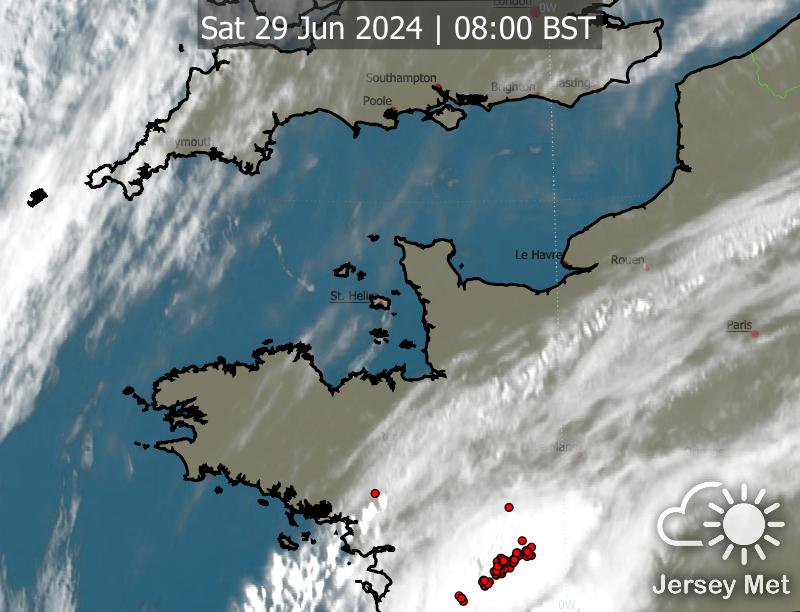 London
0W
Sat 29 Jun 2024 | 08:00 BST
Southampton
Brighton
Hastings
Poole
Plymouth
Le Havre
Rouen
St. Helier
Paris
Le Mans
0W
Jersey Met